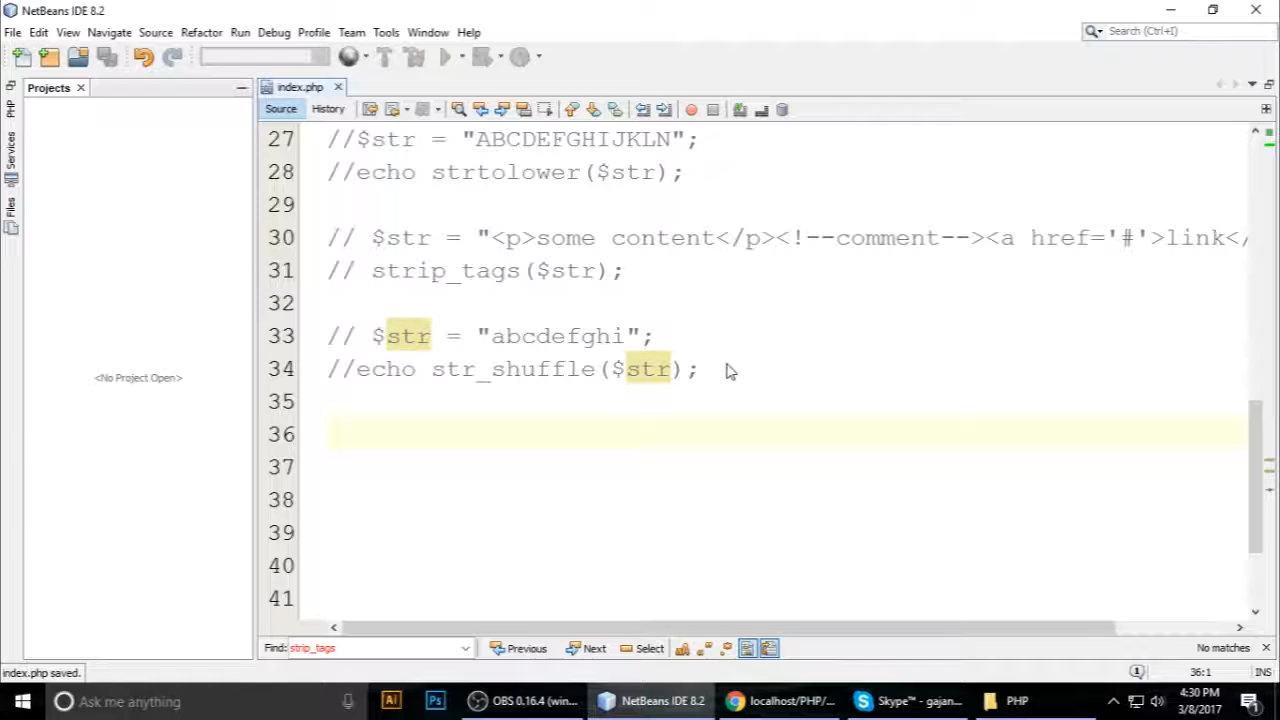 NetBeans IDE 8.2
File Edit View Navigate Source Refactor Run Debug Profile Team Tools Window Help
Search (Ctrl+I)
Projects
index.php
Source History
PHP
Services
Files
<No Project Open>
27 //$str = "ABCDEFGHIJKLN";
28 //echo strtolower($str);
29
30 // $str = "<p>some content</p><!--comment--><a href='#'>link</
31 // strip_tags($str);
32
33 // $str = "abcdefghi";
34 //echo str_shuffle($str);
35
36
37
38
39
40
41
Find: strip_tags Previous Next Select No matches
index.php saved. 36:1 INS
Ask me anything
Ai
Ps
OBS 0.16.4 (win...
NetBeans IDE 8.2
localhost/PHP/...
Skype™ - gajan...
PHP
4:30 PM
3/8/2017